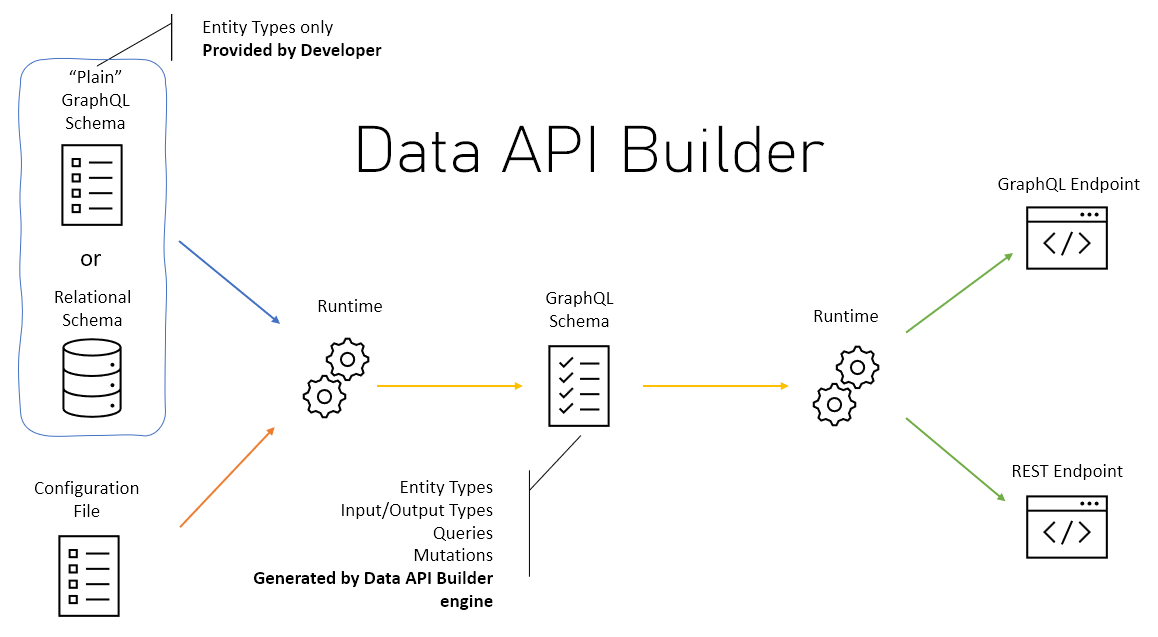 Entity Types only
Provided by Developer
“Plain”
GraphQL
Schema
or
Relational
Schema
Configuration
File
Data API Builder
Runtime
GraphQL
Schema
Entity Types
Input/Output Types
Queries
Mutations
Generated by Data API Builder
engine
Runtime
GraphQL Endpoint
REST Endpoint